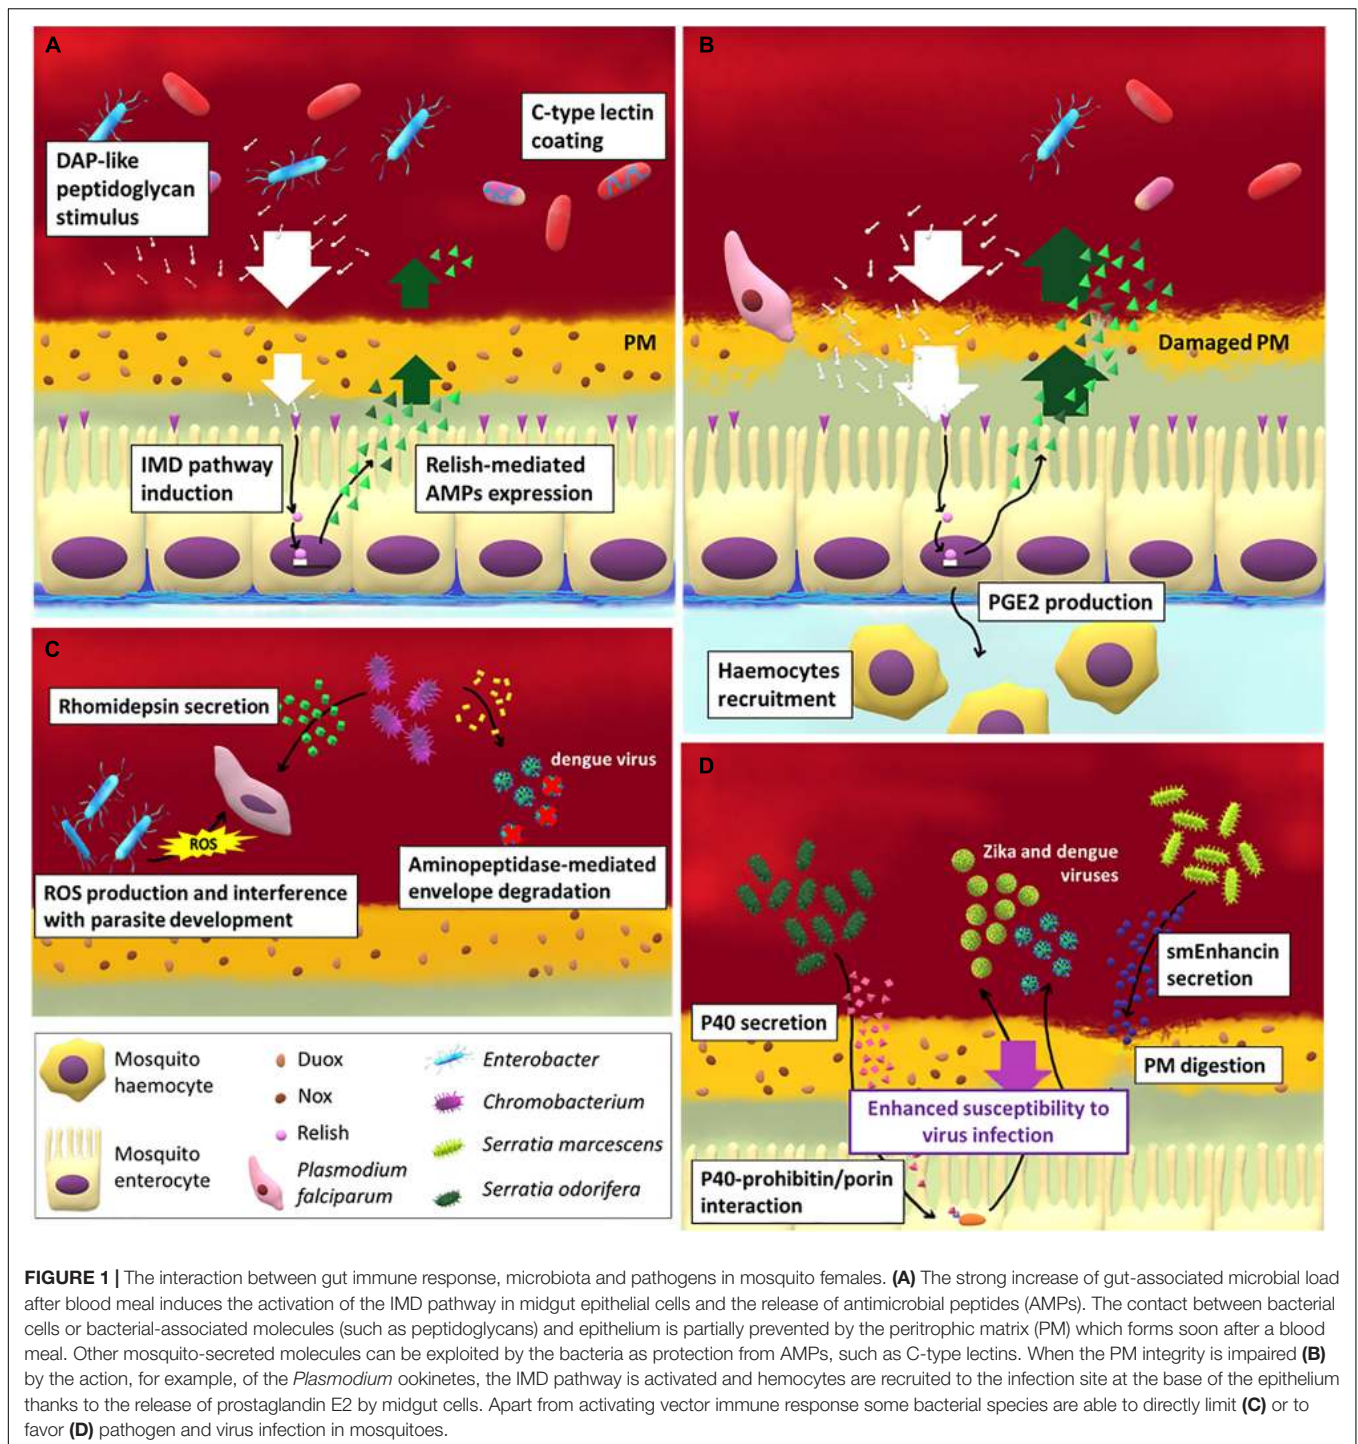 A
DAP-like
peptidoglycan
stimulus
C-type lectin
coating
PM
IMD pathway
induction
Relish-mediated
AMPs expression
B
Damaged PM
PGE2 production
Haemocytes
recruitment
C
Rhomidepsin secretion
dengue virus
ROS
Aminopeptidase-mediated
envelope degradation
ROS production and interference
with parasite development
D
Zika and dengue
viruses
smEnhancin
secretion
P40 secretion
PM digestion
Enhanced susceptibility to
virus infection
P40-prohibitin/porin
interaction
Mosquito
haemocyte
Mosquito
enterocyte
Duox
Nox
Relish
Plasmodium
falciparum
Enterobacter
Chromobacterium
Serratia marcescens
Serratia odorifera
FIGURE 1 | The interaction between gut immune response, microbiota and pathogens in mosquito females. (A) The strong increase of gut-associated microbial load
after blood meal induces the activation of the IMD pathway in midgut epithelial cells and the release of antimicrobial peptides (AMPs). The contact between bacterial
cells or bacterial-associated molecules (such as peptidoglycans) and epithelium is partially prevented by the peritrophic matrix (PM) which forms soon after a blood
meal. Other mosquito-secreted molecules can be exploited by the bacteria as protection from AMPs, such as C-type lectins. When the PM integrity is impaired (B)
by the action, for example, of the Plasmodium ookinetes, the IMD pathway is activated and hemocytes are recruited to the infection site at the base of the epithelium
thanks to the release of prostaglandin E2 by midgut cells. Apart from activating vector immune response some bacterial species are able to directly limit (C) or to
favor (D) pathogen and virus infection in mosquitoes.